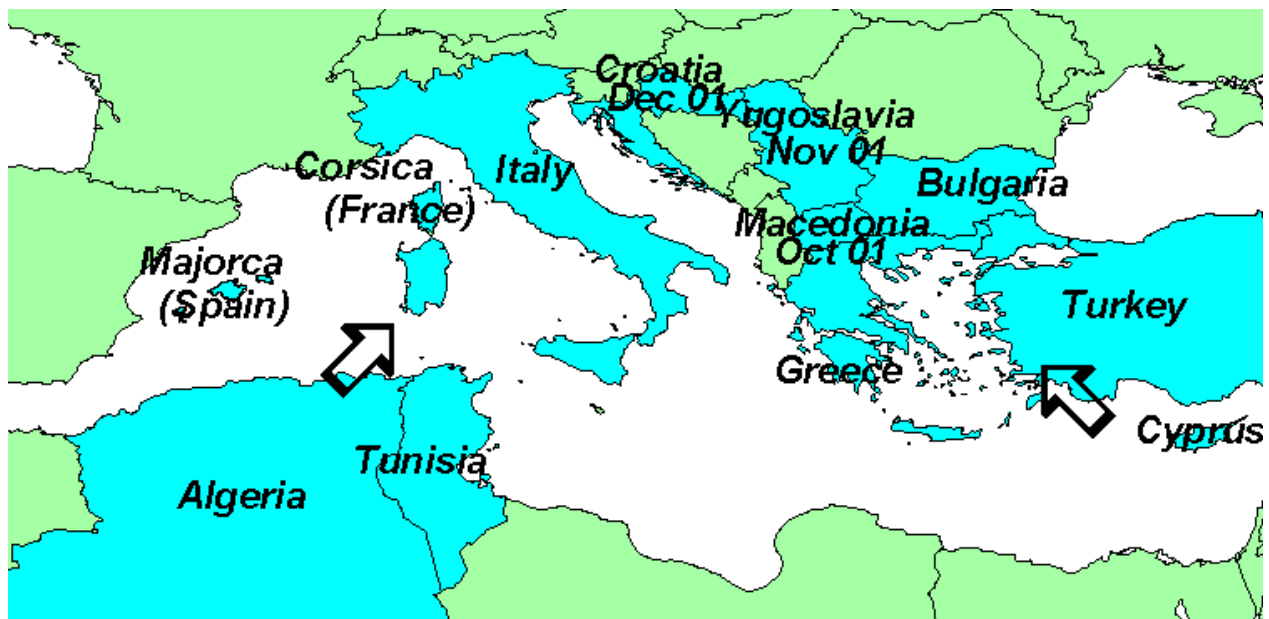 Croatia
Dec 01
Yugoslavia
Nov 01
Corsica
(France)
Italy
Bulgaria
Macedonia
Oct 01
Majorca
(Spain)
Turkey
Greece
Cyprus
Tunisia
Algeria